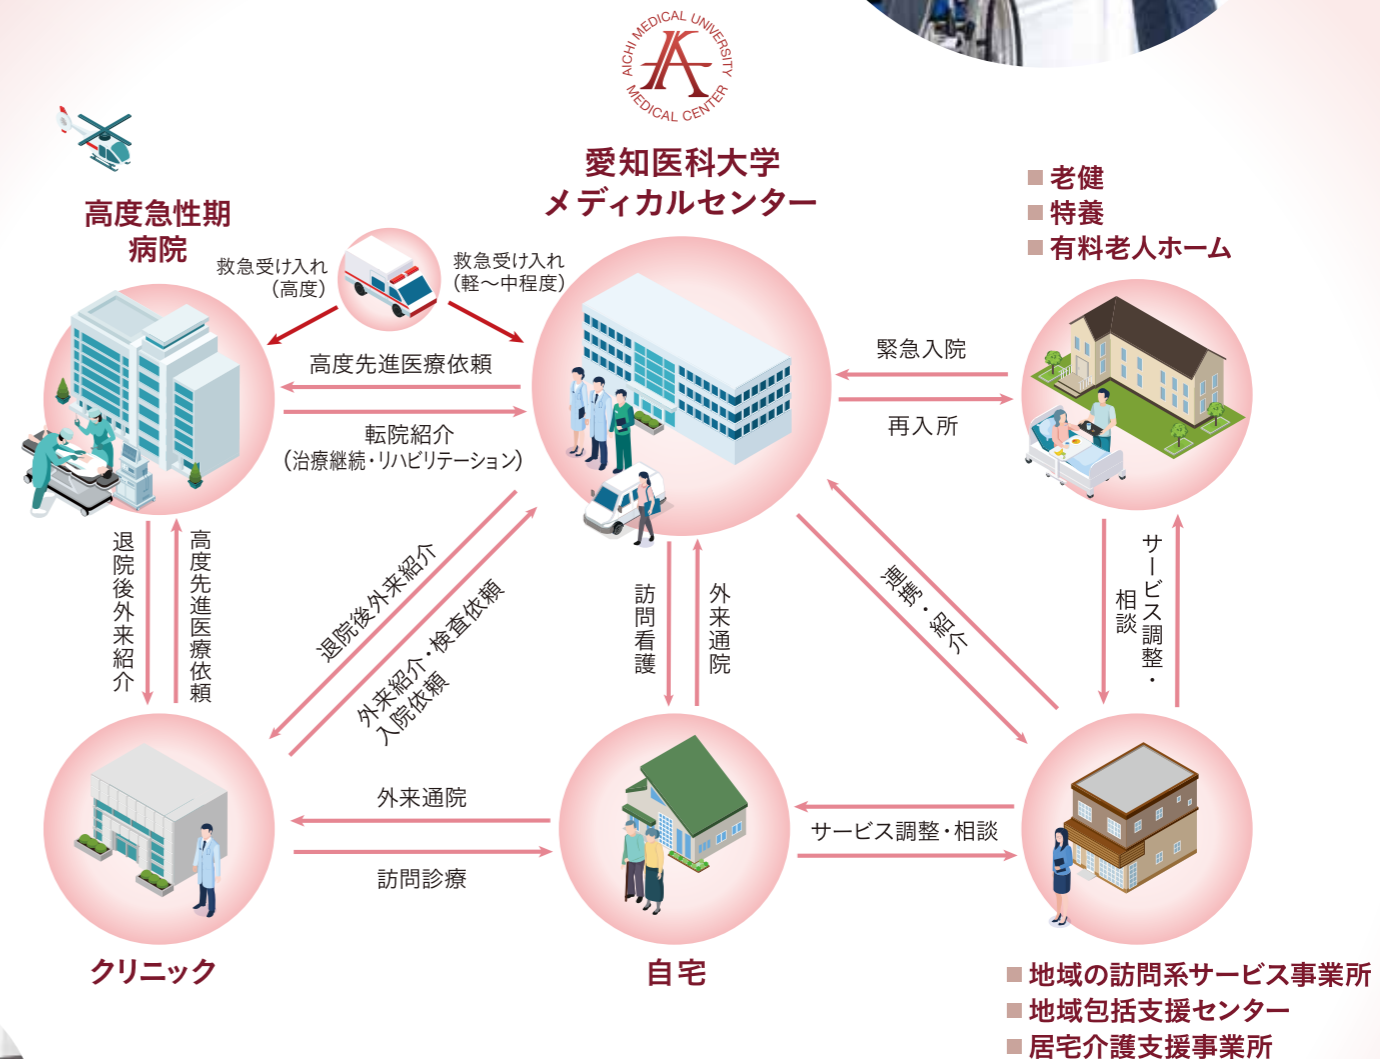 AICHI MEDICAL UNIVERSITY
MEDICAL CENTER
愛知医科大学
メディカルセンター
高度急性期
病院
救急受け入れ
（高度）
救急受け入れ
（軽〜中程度）
■ 老健
■ 特養
■ 有料老人ホーム
高度先進医療依頼
転院紹介
（治療継続・リハビリテーション）
緊急入院
再入所
退院後外来紹介
高度先進医療依頼
退院後外来紹介
外来紹介・検査依頼
入院依頼
訪問看護
外来通院
連携・紹介
サービス調整・
相談
外来通院
訪問診療
サービス調整・相談
クリニック
自宅
■ 地域の訪問系サービス事業所
■ 地域包括支援センター
■ 居宅介護支援事業所